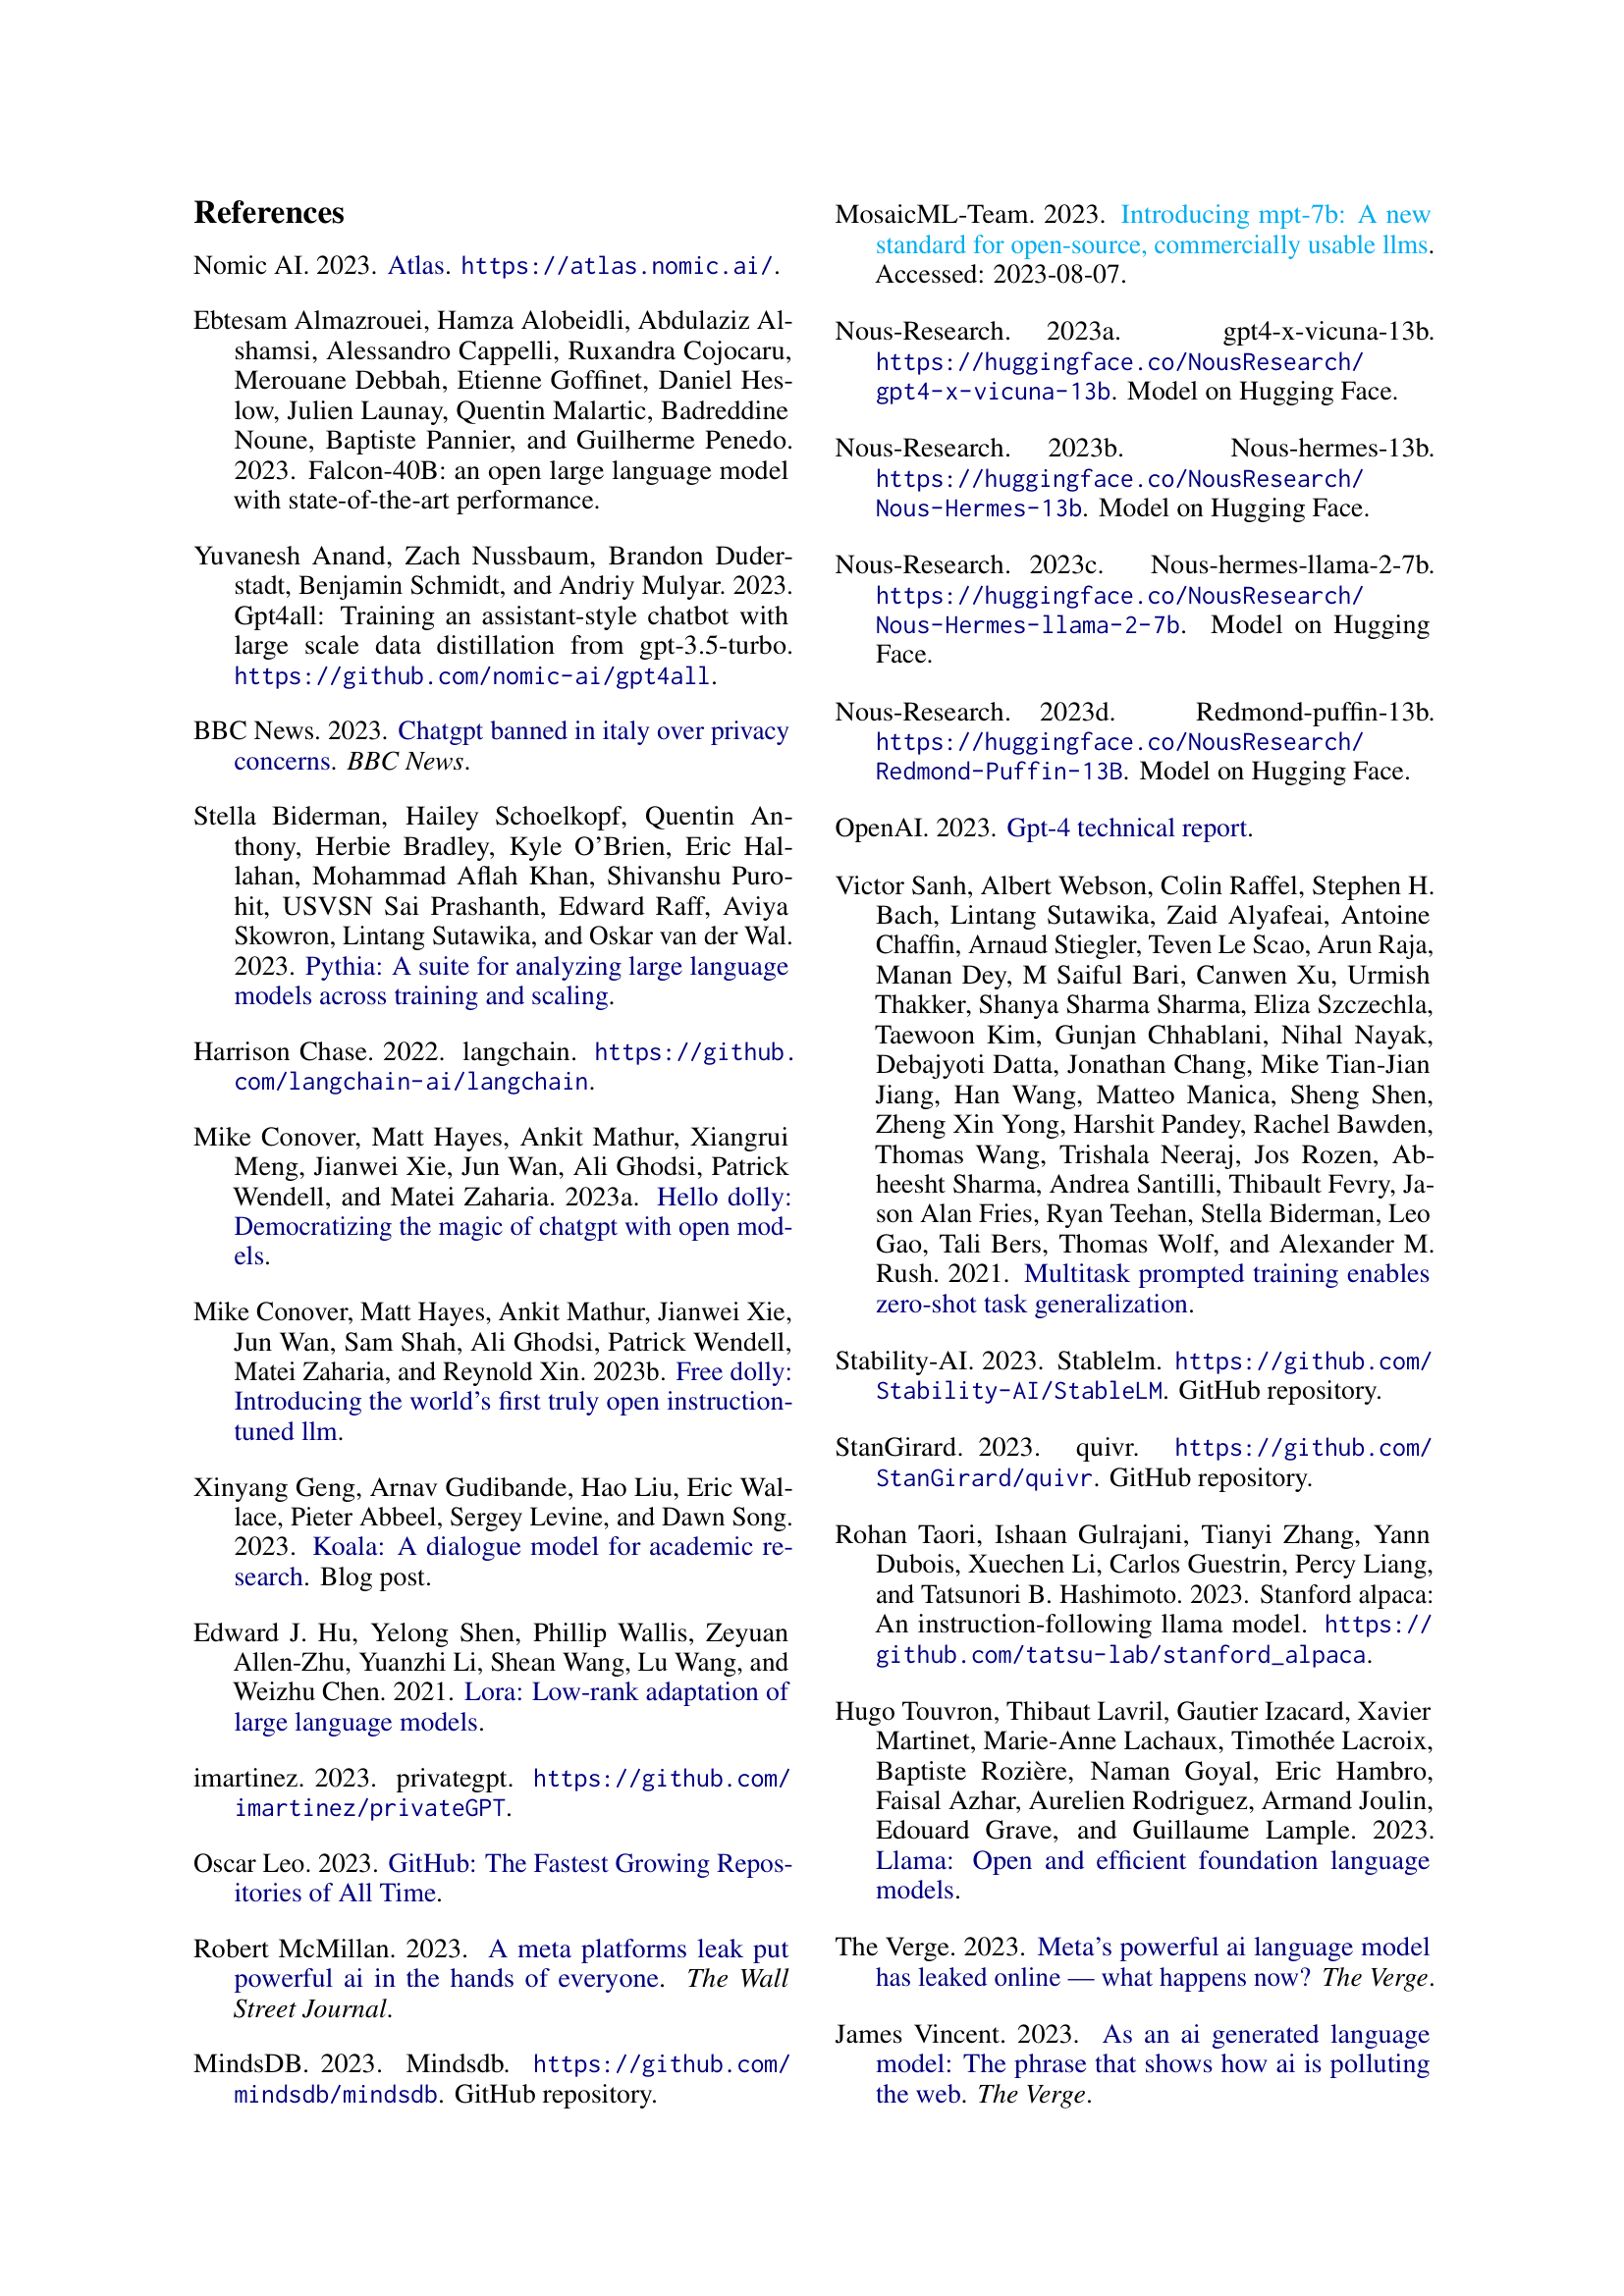 References
Nomic AI. 2023. Atlas. https://atlas.nomic.ai/.
Ebtesam Almazrouei, Hamza Alobeidli, Abdulaziz Al-
shamsi, Alessandro Cappelli, Ruxandra Cojocaru,
Merouane Debbah, Etienne Goffinet, Daniel Hes-
low, Julien Launay, Quentin Malartic, Badreddine
Noune, Baptiste Pannier, and Guilherme Penedo.
2023. Falcon-40B: an open large language model
with state-of-the-art performance.
Yuvanesh Anand, Zach Nussbaum, Brandon Duder-
stadt, Benjamin Schmidt, and Andriy Mulyar. 2023.
Gpt4all: Training an assistant-style chatbot with
large scale data distillation from gpt-3.5-turbo.
https://github.com/nomic-ai/gpt4all.
BBC News. 2023. Chatgpt banned in italy over privacy
concerns. BBC News.
Stella Biderman, Hailey Schoelkopf, Quentin An-
thony, Herbie Bradley, Kyle O'Brien, Eric Hal-
lahan, Mohammad Aflah Khan, Shivanshu Puro-
hit, USVSN Sai Prashanth, Edward Raff, Aviya
Skowron, Lintang Sutawika, and Oskar van der Wal.
2023. Pythia: A suite for analyzing large language
models across training and scaling.
Harrison Chase. 2022. langchain. https://github.
com/langchain-ai/langchain.
Mike Conover, Matt Hayes, Ankit Mathur, Xiangrui
Meng, Jianwei Xie, Jun Wan, Ali Ghodsi, Patrick
Wendell, and Matei Zaharia. 2023a. Hello dolly:
Democratizing the magic of chatgpt with open mod-
els.
Mike Conover, Matt Hayes, Ankit Mathur, Jianwei Xie,
Jun Wan, Sam Shah, Ali Ghodsi, Patrick Wendell,
Matei Zaharia, and Reynold Xin. 2023b. Free dolly:
Introducing the world's first truly open instruction-
tuned llm.
Xinyang Geng, Arnav Gudibande, Hao Liu, Eric Wal-
lace, Pieter Abbeel, Sergey Levine, and Dawn Song.
2023. Koala: A dialogue model for academic re-
search. Blog post.
Edward J. Hu, Yelong Shen, Phillip Wallis, Zeyuan
Allen-Zhu, Yuanzhi Li, Shean Wang, Lu Wang, and
Weizhu Chen. 2021. Lora: Low-rank adaptation of
large language models.
imartinez. 2023. privategpt. https://github.com/
imartinez/privateGPT.
Oscar Leo. 2023. GitHub: The Fastest Growing Repos-
itories of All Time.
Robert McMillan. 2023. A meta platforms leak put
powerful ai in the hands of everyone. The Wall
Street Journal.
MindsDB. 2023. Mindsdb. https://github.com/
mindsdb/mindsdb. GitHub repository.
MosaicML-Team. 2023. Introducing mpt-7b: A new
standard for open-source, commercially usable llms.
Accessed: 2023-08-07.
Nous-Research. 2023a. gpt4-x-vicuna-13b.
https://huggingface.co/NousResearch/
gpt4-x-vicuna-13b. Model on Hugging Face.
Nous-Research. 2023b. Nous-hermes-13b.
https://huggingface.co/NousResearch/
Nous-Hermes-13b. Model on Hugging Face.
Nous-Research. 2023c. Nous-hermes-llama-2-7b.
https://huggingface.co/NousResearch/
Nous-Hermes-llama-2-7b. Model on Hugging
Face.
Nous-Research. 2023d. Redmond-puffin-13b.
https://huggingface.co/NousResearch/
Redmond-Puffin-13B. Model on Hugging Face.
OpenAI. 2023. Gpt-4 technical report.
Victor Sanh, Albert Webson, Colin Raffel, Stephen H.
Bach, Lintang Sutawika, Zaid Alyafeai, Antoine
Chaffin, Arnaud Stiegler, Teven Le Scao, Arun Raja,
Manan Dey, M Saiful Bari, Canwen Xu, Urmish
Thakker, Shanya Sharma Sharma, Eliza Szczechla,
Taewoon Kim, Gunjan Chhablani, Nihal Nayak,
Debajyoti Datta, Jonathan Chang, Mike Tian-Jian
Jiang, Han Wang, Matteo Manica, Sheng Shen,
Zheng Xin Yong, Harshit Pandey, Rachel Bawden,
Thomas Wang, Trishala Neeraj, Jos Rozen, Ab-
heesht Sharma, Andrea Santilli, Thibault Fevry, Ja-
son Alan Fries, Ryan Teehan, Stella Biderman, Leo
Gao, Tali Bers, Thomas Wolf, and Alexander M.
Rush. 2021. Multitask prompted training enables
zero-shot task generalization.
Stability-AI. 2023. Stablelm. https://github.com/
Stability-AI/StableLM. GitHub repository.
StanGirard. 2023. quivr. https://github.com/
StanGirard/quivr. GitHub repository.
Rohan Taori, Ishaan Gulrajani, Tianyi Zhang, Yann
Dubois, Xuechen Li, Carlos Guestrin, Percy Liang,
and Tatsunori B. Hashimoto. 2023. Stanford alpaca:
An instruction-following llama model. https://
github.com/tatsu-lab/stanford_alpaca.
Hugo Touvron, Thibaut Lavril, Gautier Izacard, Xavier
Martinet, Marie-Anne Lachaux, Timothée Lacroix,
Baptiste Rozière, Naman Goyal, Eric Hambro,
Faisal Azhar, Aurelien Rodriguez, Armand Joulin,
Edouard Grave, and Guillaume Lample. 2023.
Llama: Open and efficient foundation language
models.
The Verge. 2023. Meta's powerful ai language model
has leaked online — what happens now? The Verge.
James Vincent. 2023. As an ai generated language
model: The phrase that shows how ai is polluting
the web. The Verge.